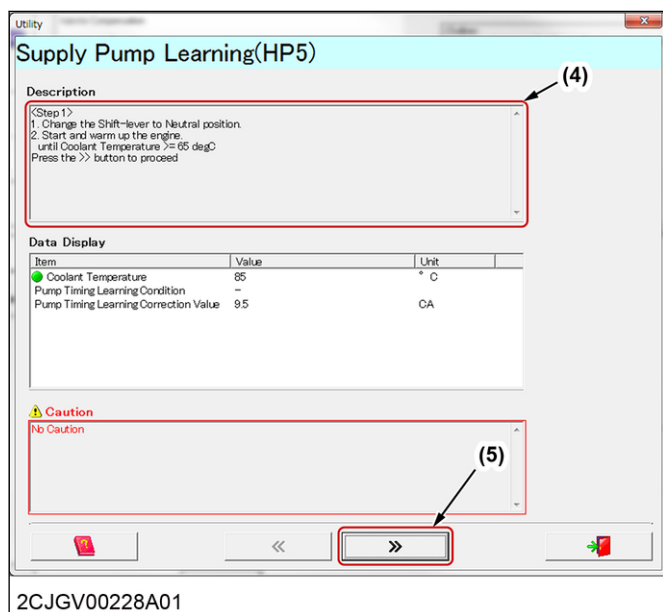 Utility
Supply Pump Learning(HP5)
(4)
Description
<Step1>
1. Change the Shift-lever to Neutral position.
2. Start and warm up the engine.
until Coolant Temperature >= 65 degC
Press the >> button to proceed
Data Display
Item Value Unit
Coolant Temperature 85 ° C
Pump Timing Learning Condition -
Pump Timing Learning Correction Value 9.5 CA
Caution
No Caution
(5)
<< >>
2CJGV00228A01